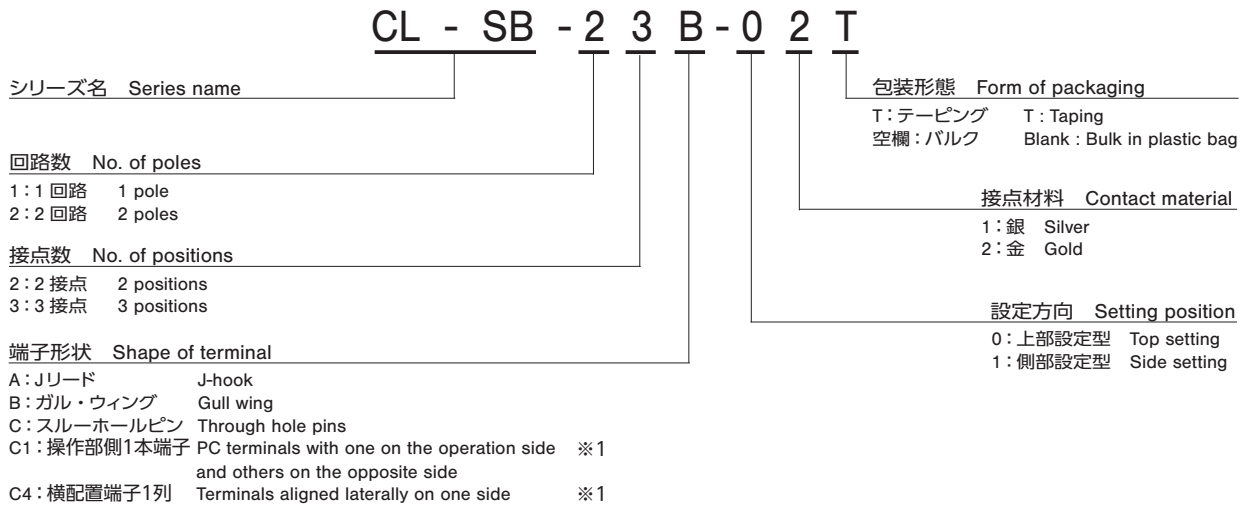 CL - SB - 2 3 B - 0 2 T
シリーズ名 Series name
回路数 No. of poles
1：1 回路 1 pole
2：2 回路 2 poles
接点数 No. of positions
2：2 接点 2 positions
3：3 接点 3 positions
端子形状 Shape of terminal
A：Jリード J-hook
B：ガル・ウィング Gull wing
C：スルーホールピン Through hole pins
C1：操作部側1本端子 PC terminals with one on the operation side ※1
and others on the opposite side
C4：横配置端子1列 Terminals aligned laterally on one side ※1
包装形態 Form of packaging
T：テーピング T : Taping
空欄：バルク Blank : Bulk in plastic bag
接点材料 Contact material
1：銀 Silver
2：金 Gold
設定方向 Setting position
0：上部設定型 Top setting
1：側部設定型 Side setting